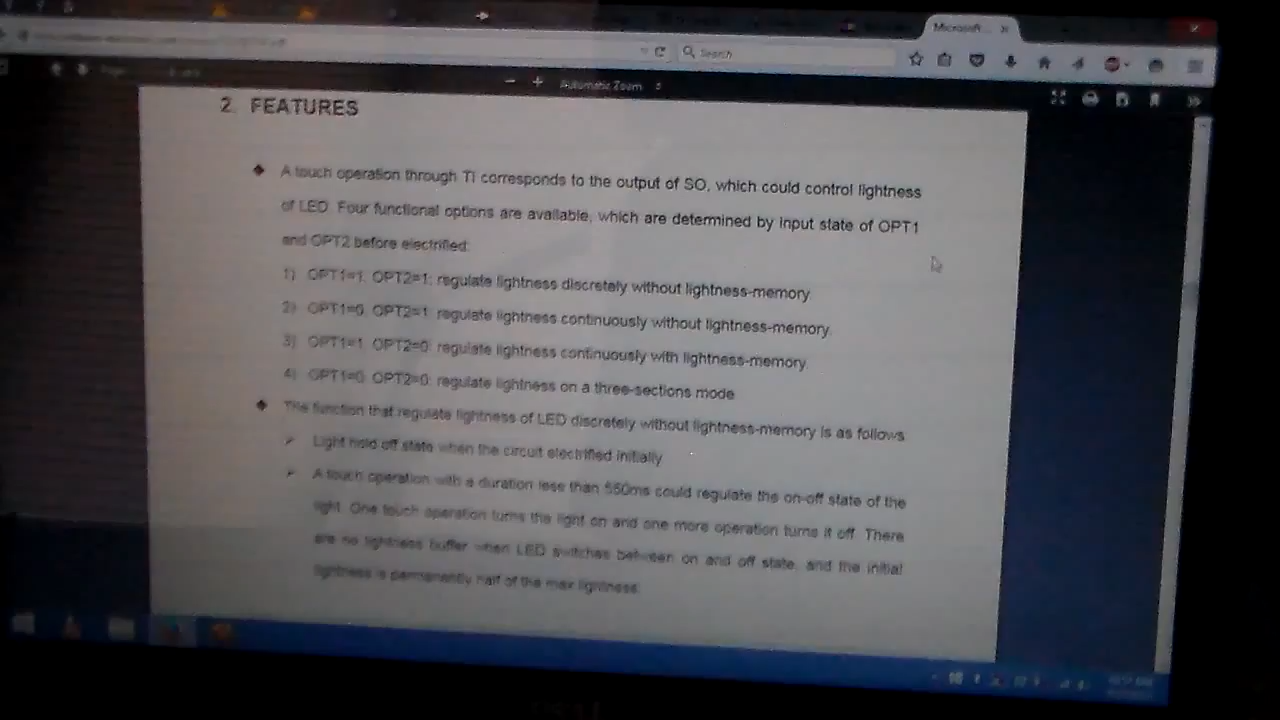 Microsoft...
Search
Automatic Zoom
2. FEATURES
A touch operation through TI corresponds to the output of SO, which could control lightness
of LED. Four functional options are available, which are determined by input state of OPT1
and OPT2 before electrified:
1) OPT1=1, OPT2=1: regulate lightness discretely without lightness-memory.
2) OPT1=0, OPT2=1: regulate lightness continuously without lightness-memory.
3) OPT1=1, OPT2=0: regulate lightness continuously with lightness-memory.
4) OPT1=0, OPT2=0: regulate lightness on a three-sections mode.
The function that regulate lightness of LED discretely without lightness-memory is as follows:
Light hold off state when the circuit electrified initially.
A touch operation with a duration less than 550ms could regulate the on-off state of the
light. One touch operation turns the light on and one more operation turns it off. There
are no lightness buffer when LED switches between on and off state, and the initial
lightness is permanently half of the max lightness.